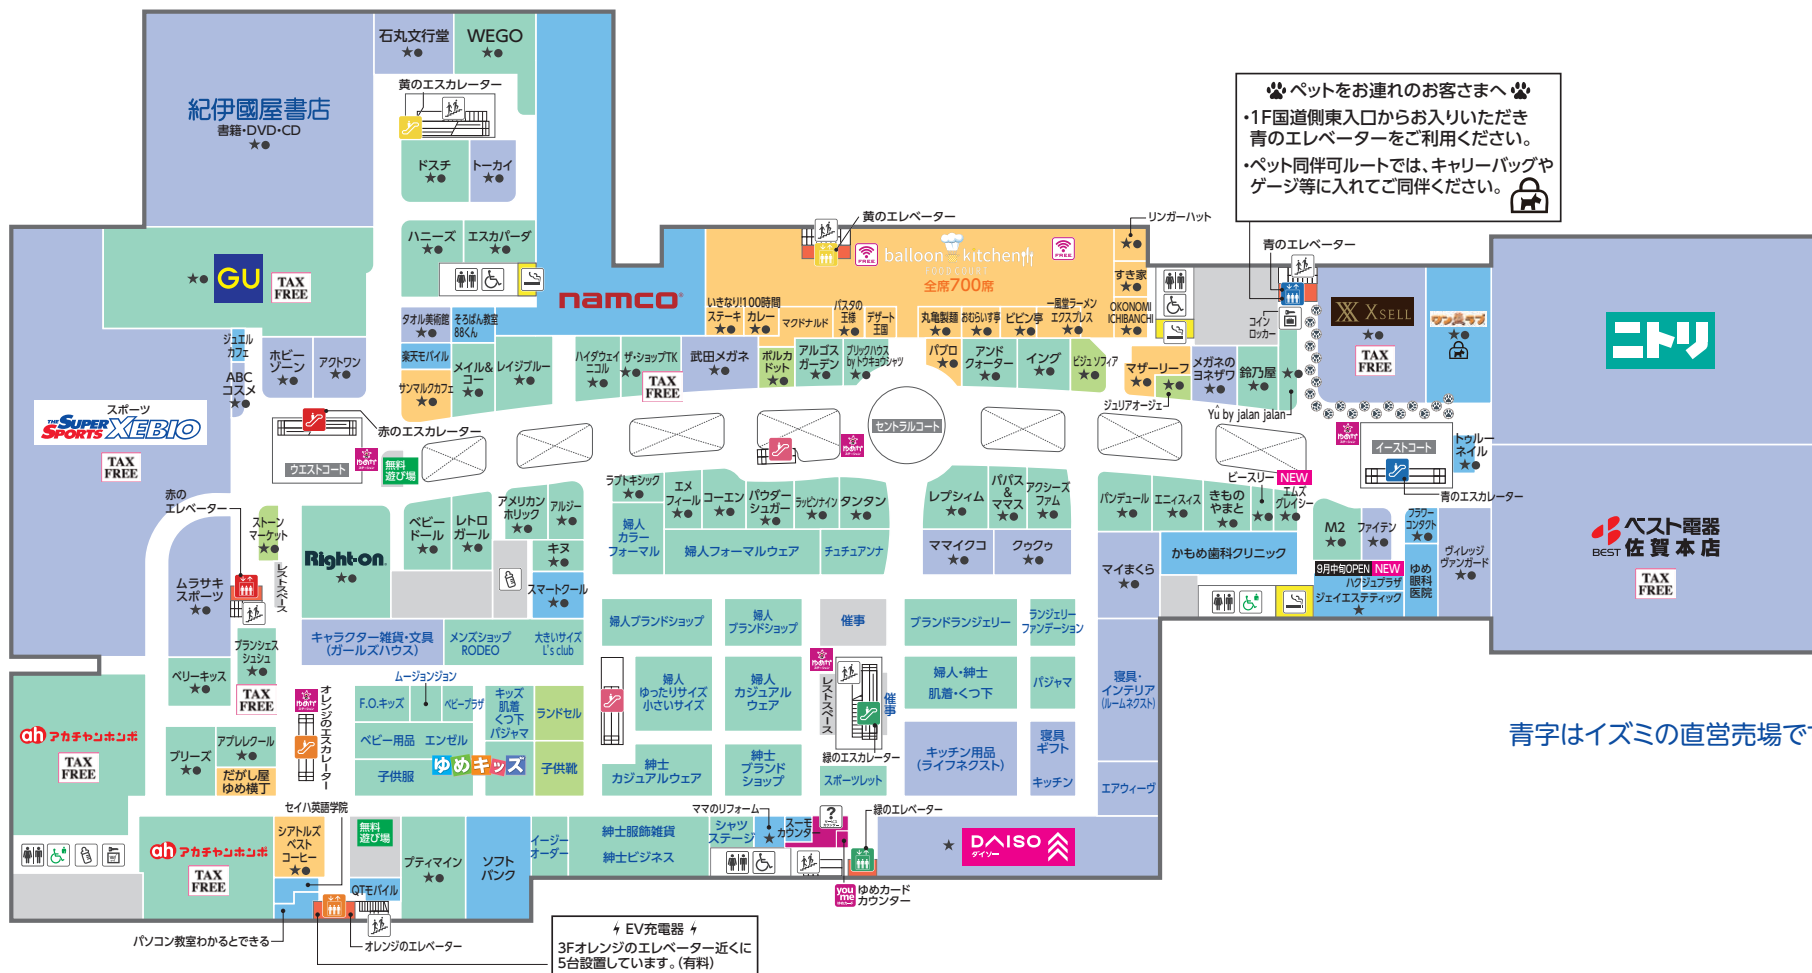 石丸文行堂
★●
WEGO
★●
黄のエスカレーター
紀伊國屋書店
書籍・DVD・CD
★●
ドスチ
★●
トーカイ
★●
ハニーズ
★●
エスカパーダ
★●
★●
GU
TAX
FREE
🐾ペットをお連れのお客さまへ🐾
・1F国道側東入口からお入りいただき
青のエレベーターをご利用ください。
・ペット同伴可ルートでは、キャリーバッグや
ゲージ等に入れてご同伴ください。
黄のエレベーター
リンガーハット
★●
青のエレベーター
FREE
balloon kitchen
FOODCOURT
全席700席
FREE
すき家
★●
namco
いきなり!
ステーキ
★●
100時間
カレー
★●
マクドナルド
パスタの
王様
★●
デザート
王国
丸亀製麺
★●
おむらいす亭
★●
ビビン亭
★●
一風堂ラーメン
エクスプレス
★●
OKONOMI
ICHIBANCHI
★●
コイン
ロッカー
XSELL
★●
TAX
FREE
ワンラブ
★●
ニトリ
タオル美術館
★●
そろばん教室
88くん
ジュエル
カフェ
ABC
コスメ
★●
ホビー
ゾーン
★●
アクトワン
★●
楽天モバイル
サンマルクカフェ
★●
メイル&
コー
★●
レイジブルー
★●
ハイダウェイ
ニコル
★●
ザ・ショップTK
★●
TAX
FREE
武田メガネ
★●
ポルカ
ドット
★●
アルゴス
ガーデン
★●
ブリックハウス
byトウキョウシャツ
★●
パブロ
★●
アンド
クォーター
★●
イング
★●
ビジュソフィア
★●
マザーリーフ
★●
★●
ジュリアオージェ
メガネの
ヨネザワ
★●
鈴乃屋
★●
★●
Yū by jalan jalan
スポーツ
THE SUPER
SPORTS XEBIO
TAX
FREE
赤のエスカレーター
ウエストコート
無料
遊び場
セントラルコート
イーストコート
トゥルー
ネイル
★●
青のエスカレーター
赤の
エレベーター
ストーン
マーケット
★●
レストスペース
ムラサキ
スポーツ
★●
Right-on
★●
ベビー
ドール
★●
レトロ
ガール
★●
アメリカン
ホリック
★●
アルジー
★●
キヌ
★●
スマートクール
★●
ラブトキシック
★●
エメ
フィール
★●
コーエン
★●
パウダー
シュガー
★●
ラッピンナイン
★●
タンタン
★●
婦人
カラー
フォーマル
婦人フォーマルウェア
チュチュアンナ
レプシィム
★●
パパス
&
ママス
★●
アクシーズ
ファム
★●
ママイクコ
★●
クゥクゥ
★●
パンドュール
★●
エニィスィス
★●
きもの
やまと
★●
ビースリー
★●
NEW
エムズ
グレイシー
★●
マイまくら
★●
かもめ歯科クリニック
M2
★●
ファイテン
★●
フラワー
コンタクト
★●
ヴィレッジ
ヴァンガード
★●
9月中旬OPEN NEW
ハクジュプラザ
ジェイエステティック
★
ゆめ
眼科
医院
BEST
ベスト電器
佐賀本店
TAX
FREE
ブランシェス
シュシュ
★●
ベリーキッス
★●
TAX
FREE
キャラクター雑貨・文具
(ガールズハウス)
メンズショップ
RODEO
大きいサイズ
L's club
婦人ブランドショップ
婦人
ブランドショップ
催事
ブランドランジェリー
ランジェリー
ファンデーション
ムージョンジョン
オレンジのエスカレーター
F.O.キッズ
ベビープラザ
キッズ
肌着
くつ下
パジャマ
ランドセル
婦人
ゆったりサイズ
小さいサイズ
婦人
カジュアル
ウェア
レストスペース
催事
婦人・紳士
肌着・くつ下
パジャマ
寝具・
インテリア
(ルームネクスト)
青字はイズミの直営売場で
ah アカチャンホンポ
TAX
FREE
ブリーズ
★●
アプレレクール
★●
だがし屋
ゆめ横丁
ベビー用品 エンゼル
ゆめキッズ
子供服
子供靴
紳士
カジュアルウェア
紳士
ブランド
ショップ
緑のエスカレーター
スポーツレット
キッチン用品
(ライフネクスト)
寝具
ギフト
キッチン
エアウィーヴ
セイハ英語学院
ah アカチャンホンポ
TAX
FREE
シアトルズ
ベスト
コーヒー
★●
無料
遊び場
QTモバイル
プティマイン
★●
ソフト
バンク
イージー
オーダー
紳士服飾雑貨
紳士ビジネス
シャツ
ステージ
ママのリフォーム
★
スーモ
カウンター
緑のエレベーター
you
me
ゆめカード
カウンター
★
DAISO
ダイソー
パソコン教室わかるとできる
オレンジのエレベーター
EV充電器
3Fオレンジのエレベーター近くに
5台設置しています。(有料)